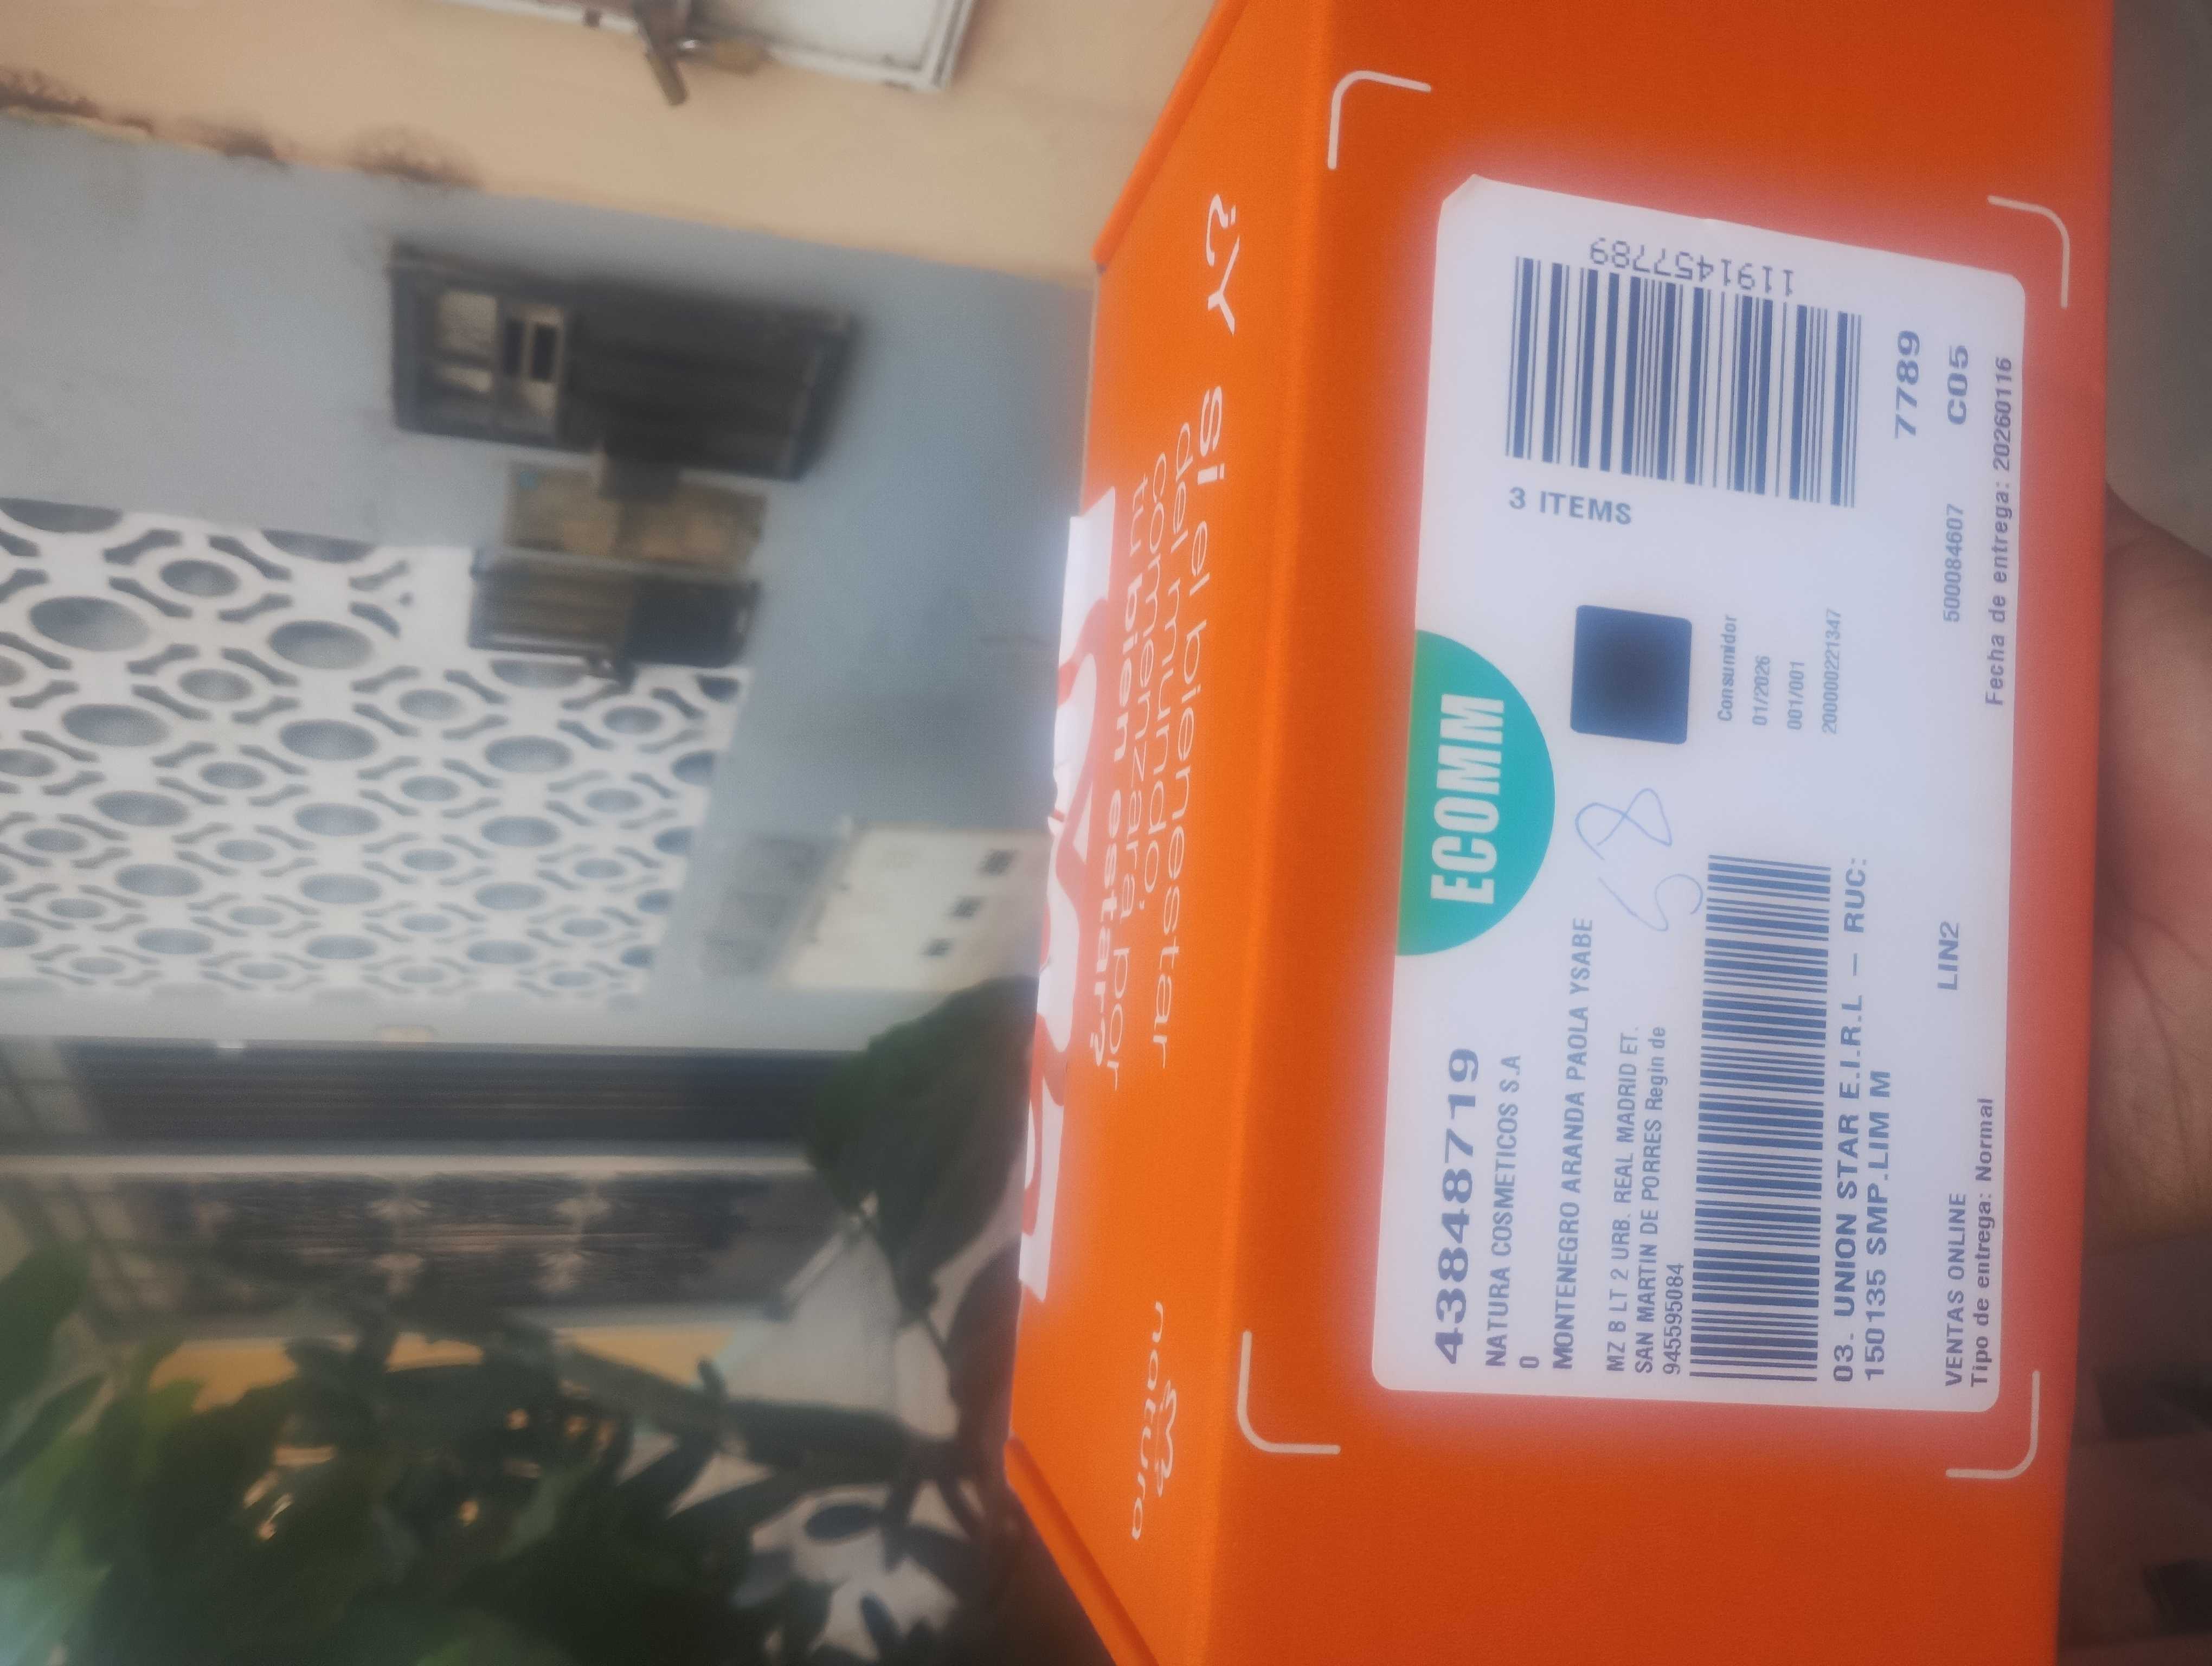 ¿Y si el bienestar
del mundo,
comenzara por
tu bien estar?
natura
ECOMM
43848719
NATURA COSMETICOS S.A
0
MONTENEGRO ARANDA PAOLA YSABE
MZ B LT 2 URB. REAL MADRID ET.
SAN MARTIN DE PORRES Regin de
945595084
58
03. UNION STAR E.I.R.L – RUC:
150135 SMP.LIM M
VENTAS ONLINE
LIN2
Tipo de entrega: Normal
3 ITEMS
1191457789
Consumidor
01/2026
001/001
200000221347
7789
500084607
C05
Fecha de entrega: 20260116